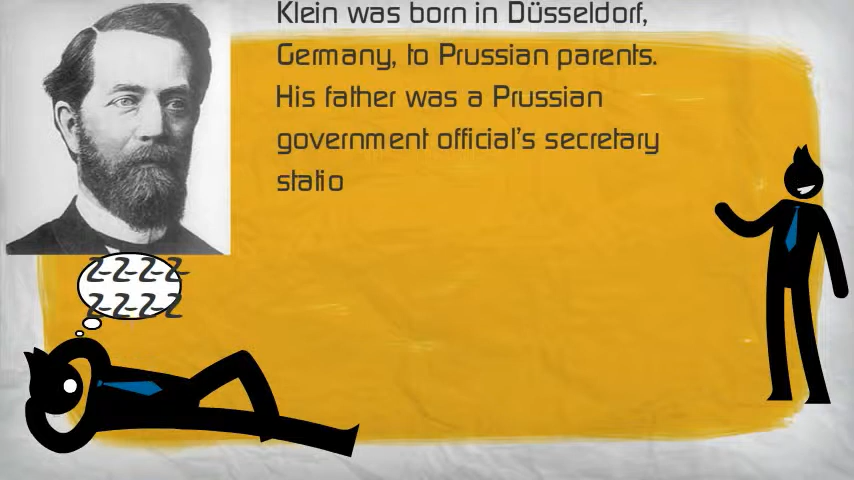 Klein was born in Düsseldorf,
Germany, to Prussian parents.
His father was a Prussian
government official's secretary
statio
Z-Z-Z-Z-
Z-Z-Z-Z